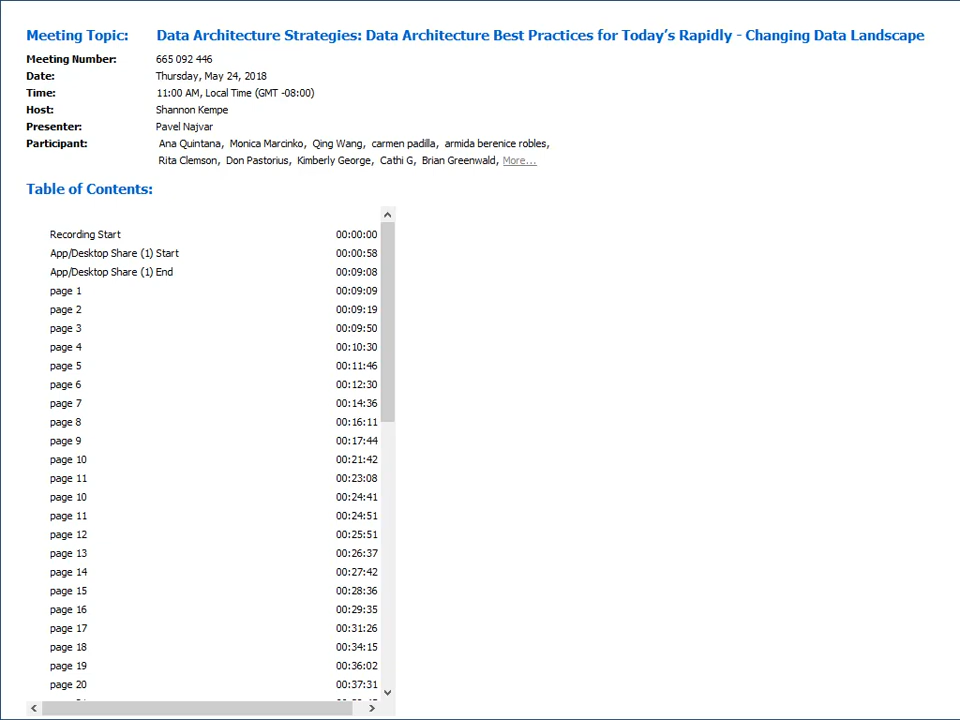 Meeting Topic: Data Architecture Strategies: Data Architecture Best Practices for Today’s Rapidly - Changing Data Landscape
Meeting Number: 665 092 446
Date: Thursday, May 24, 2018
Time: 11:00 AM, Local Time (GMT -08:00)
Host: Shannon Kempe
Presenter: Pavel Najvar
Participant: Ana Quintana, Monica Marcinko, Qing Wang, carmen padilla, armida berenice robles,
Rita Clemson, Don Pastorius, Kimberly George, Cathi G, Brian Greenwald, More...
Table of Contents:
Recording Start 00:00:00
App/Desktop Share (1) Start 00:00:58
App/Desktop Share (1) End 00:09:08
page 1 00:09:09
page 2 00:09:19
page 3 00:09:50
page 4 00:10:30
page 5 00:11:46
page 6 00:12:30
page 7 00:14:36
page 8 00:16:11
page 9 00:17:44
page 10 00:21:42
page 11 00:23:08
page 10 00:24:41
page 11 00:24:51
page 12 00:25:51
page 13 00:26:37
page 14 00:27:42
page 15 00:28:36
page 16 00:29:35
page 17 00:31:26
page 18 00:34:15
page 19 00:36:02
page 20 00:37:31